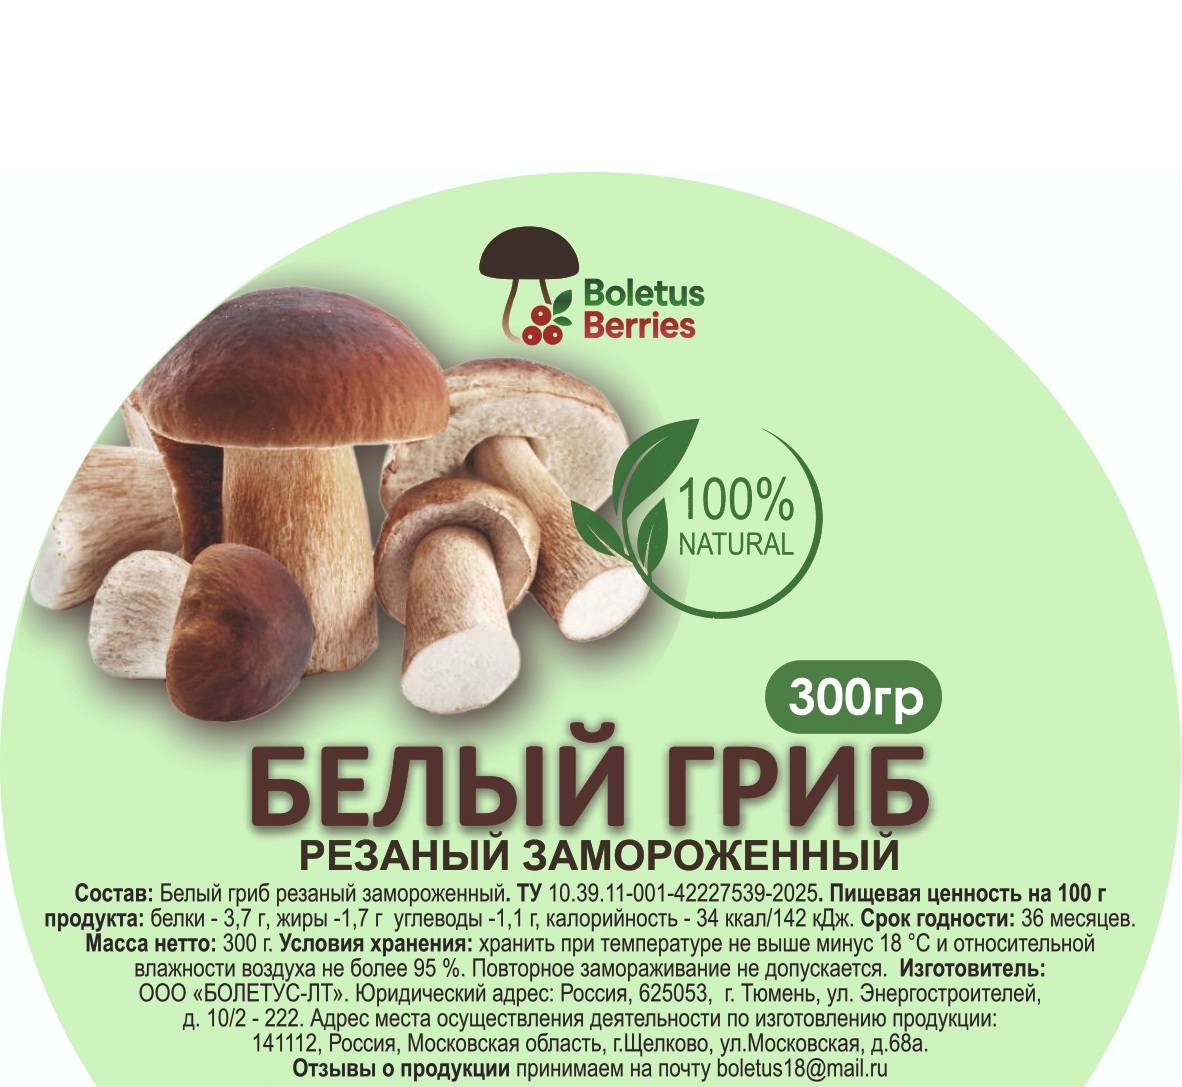 Boletus
Berries
100%
NATURAL
300гр
БЕЛЫЙ ГРИБ
РЕЗАНЫЙ ЗАМОРОЖЕННЫЙ
Состав: Белый гриб резаный замороженный. ТУ 10.39.11-001-42227539-2025. Пищевая ценность на 100 г
продукта: белки - 3,7 г, жиры -1,7 г  углеводы -1,1 г, калорийность - 34 ккал/142 кДж. Срок годности: 36 месяцев.
Масса нетто: 300 г. Условия хранения: хранить при температуре не выше минус 18 °С и относительной
влажности воздуха не более 95 %. Повторное замораживание не допускается.  Изготовитель:
ООО «БОЛЕТУС-ЛТ». Юридический адрес: Россия, 625053,  г. Тюмень, ул. Энергостроителей,
д. 10/2 - 222. Адрес места осуществления деятельности по изготовлению продукции:
141112, Россия, Московская область, г.Щелково, ул.Московская, д.68а.
Отзывы о продукции принимаем на почту boletus18@mail.ru